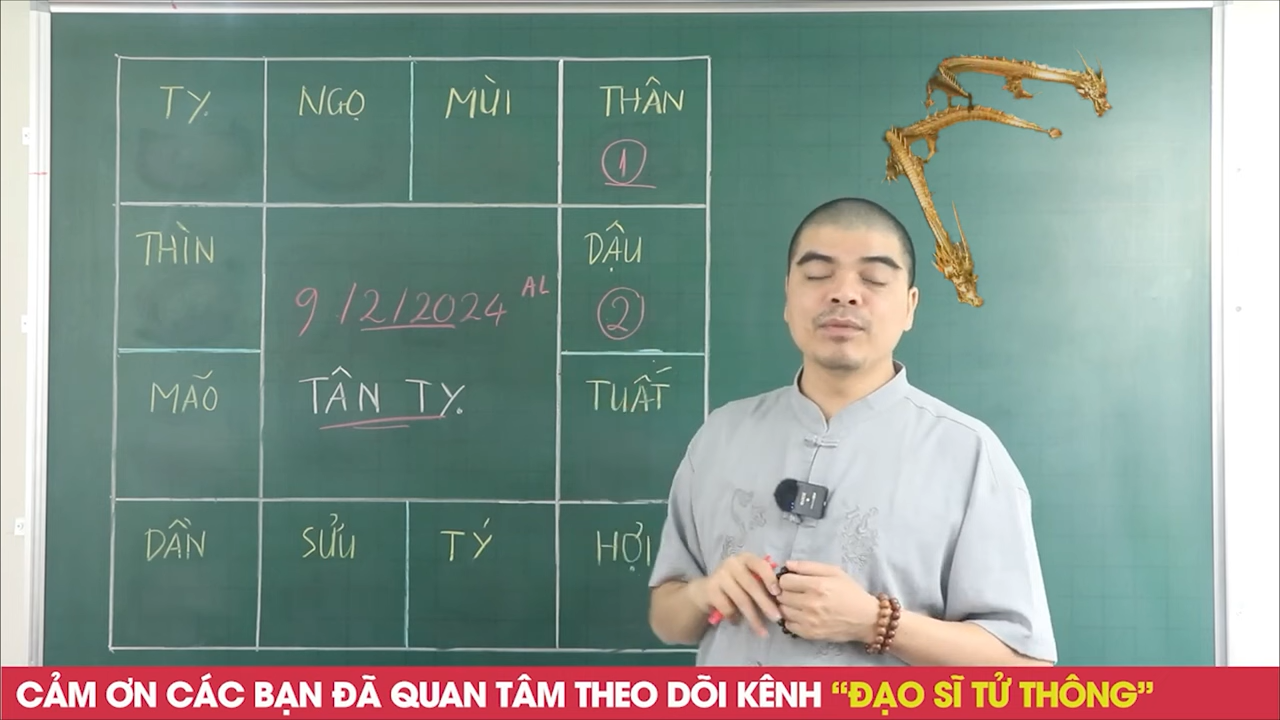 TỴ NGỌ MÙI THÂN
①
THÌN DẬU
9/2/2024 AL
②
MÃO TÂN TỴ TUẤT
DẦN SỬU TÝ HỢI
CẢM ƠN CÁC BẠN ĐÃ QUAN TÂM THEO DÕI KÊNH “ĐẠO SĨ TỬ THÔNG”